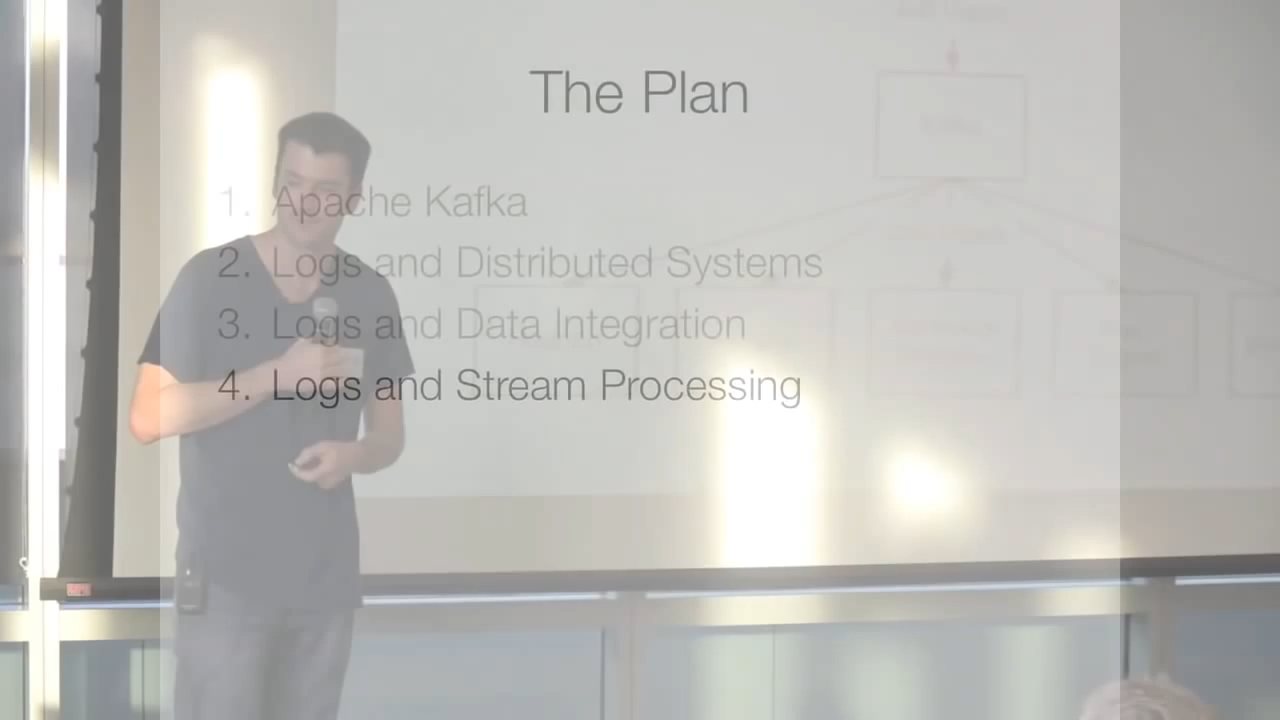 The Plan
1. Apache Kafka
2. Logs and Distributed Systems
3. Logs and Data Integration
4. Logs and Stream Processing